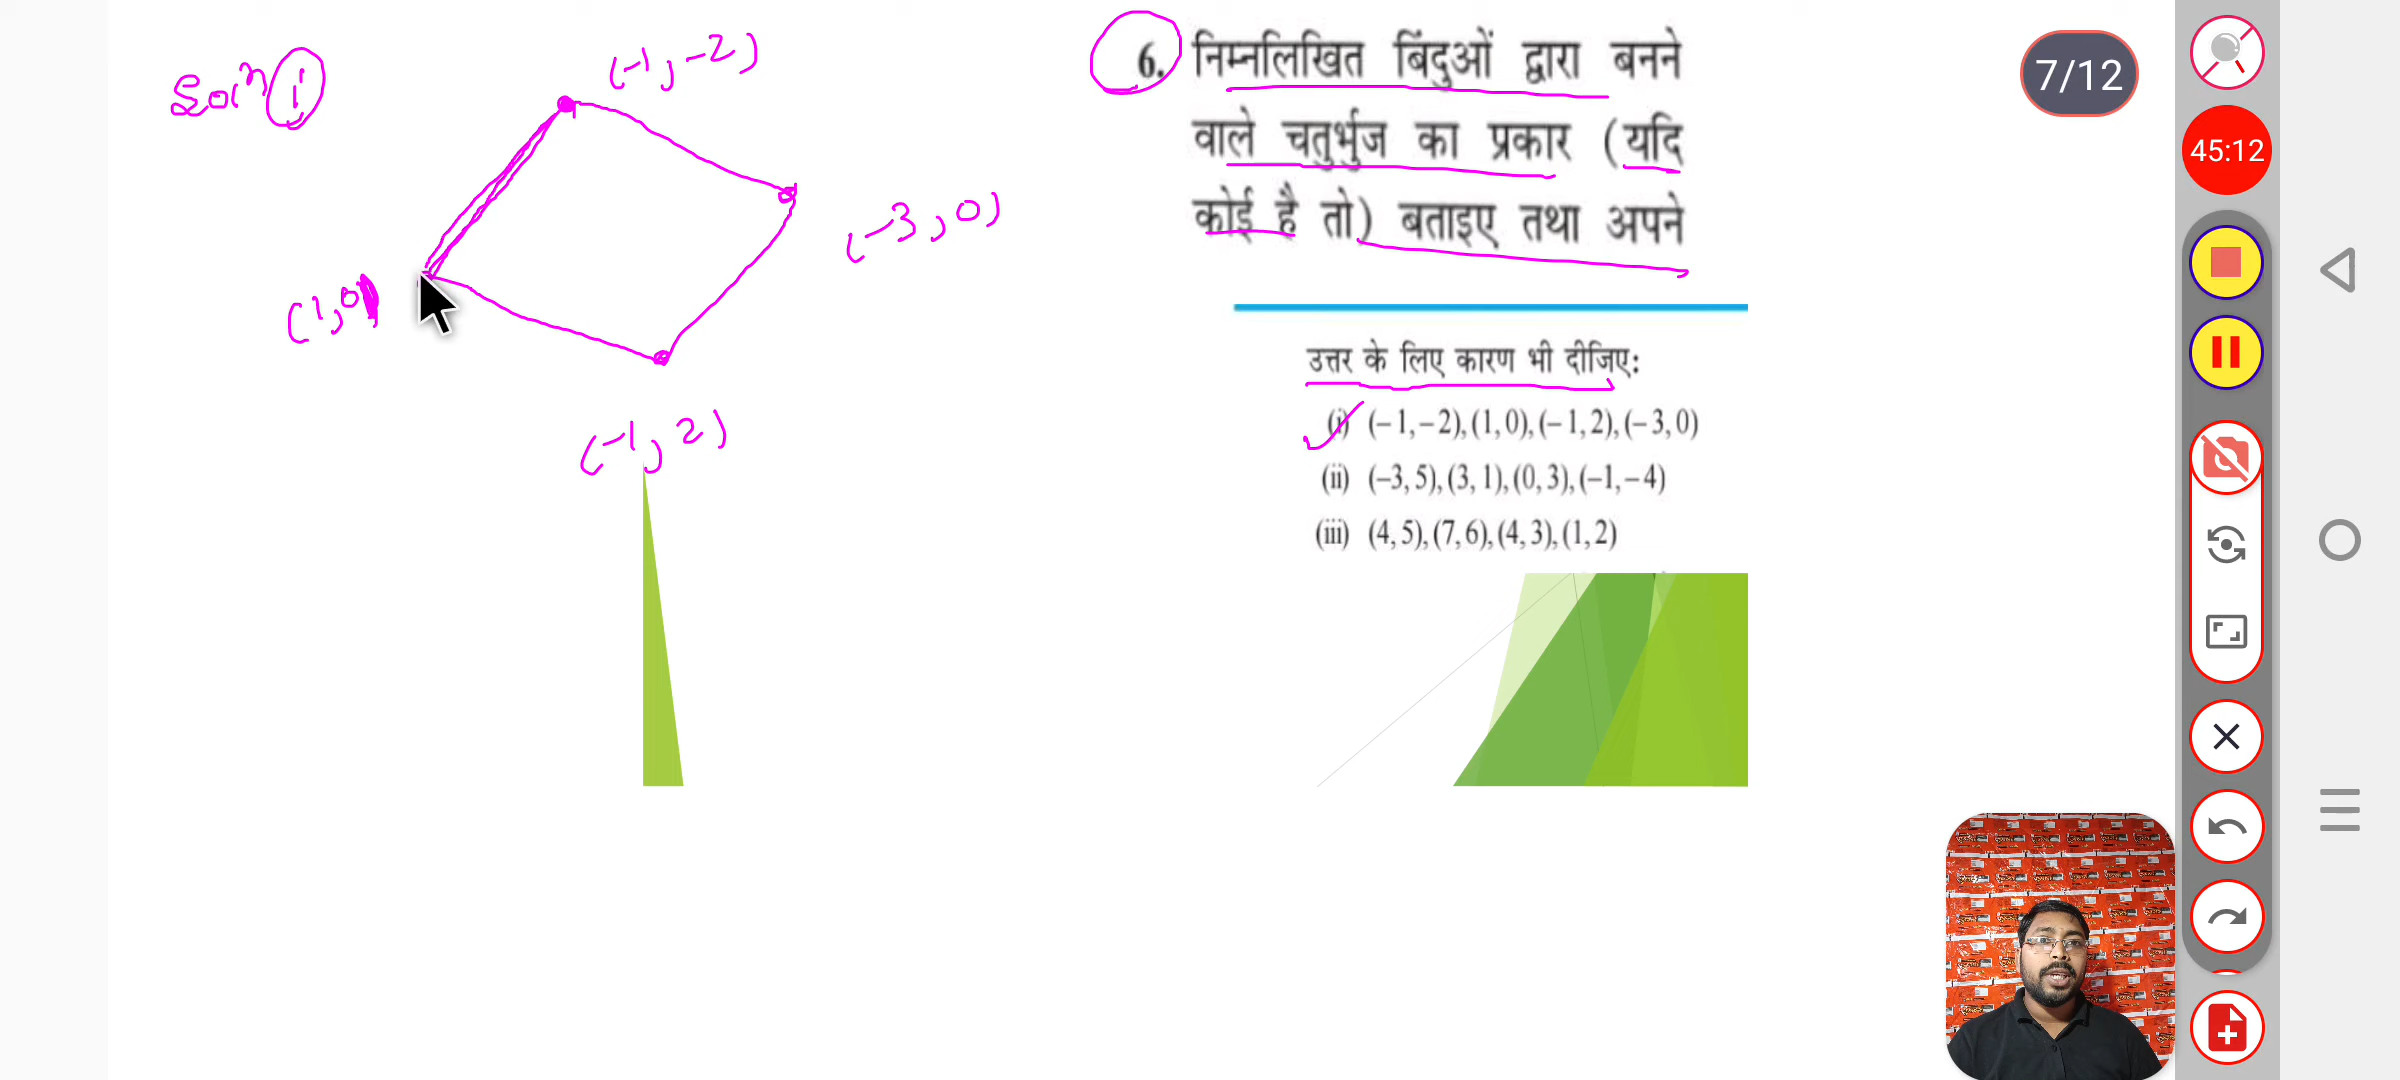 Solⁿ i
(-1, -2)
(-3, 0)
(1, 0)
(-1, 2)
6. निम्नलिखित बिंदुओं द्वारा बनने
वाले चतुर्भुज का प्रकार (यदि
कोई है तो) बताइए तथा अपने
उत्तर के लिए कारण भी दीजिए:
(i) (–1, –2), (1, 0), (–1, 2), (–3, 0)
(ii) (–3, 5), (3, 1), (0, 3), (–1, –4)
(iii) (4, 5), (7, 6), (4, 3), (1, 2)
7/12
45:12